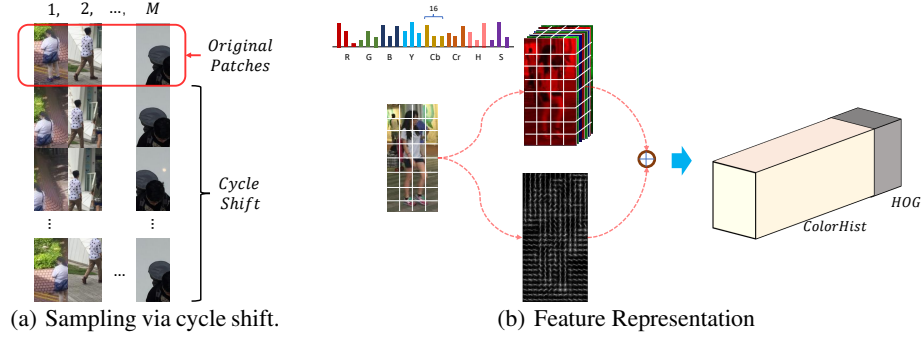 1, 2, ..., M
Original
Patches
Cycle
Shift
...
(a) Sampling via cycle shift.
16
R G B Y Cb Cr H S
ColorHist
HOG
(b) Feature Representation